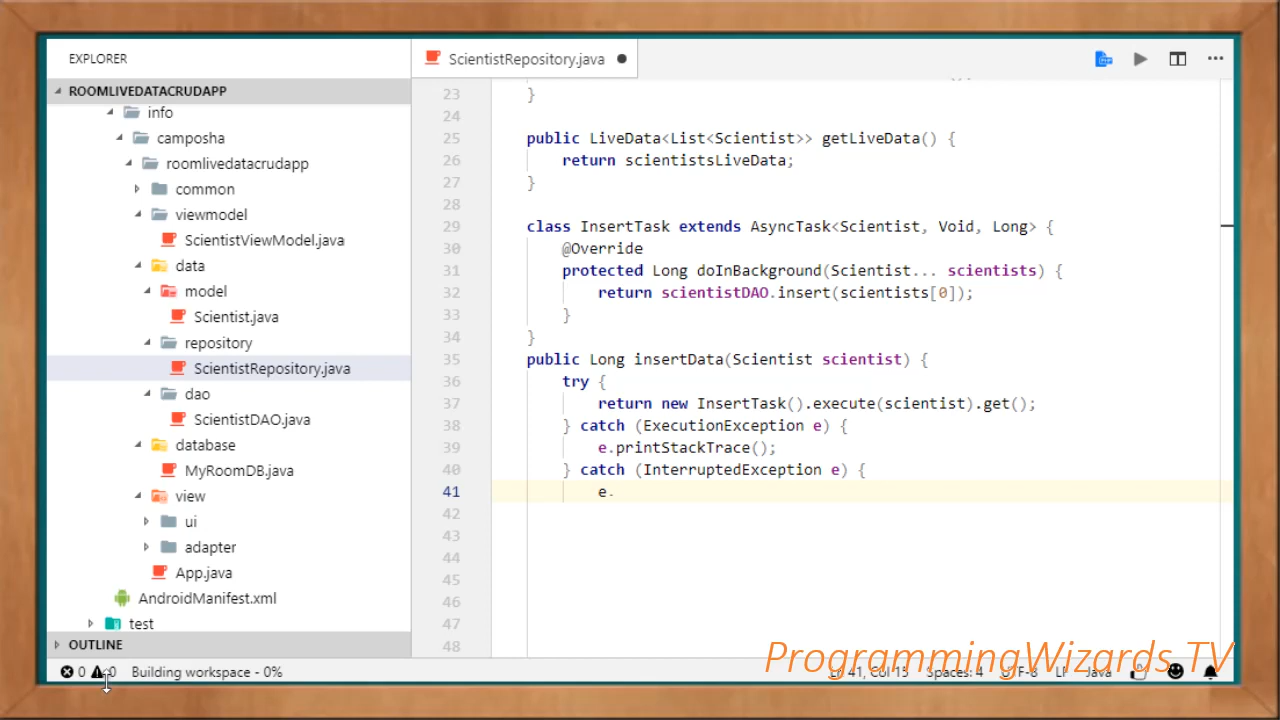 EXPLORER
ScientistRepository.java
ROOMLIVEDATACRUDAPP
info
camposha
roomlivedatacrudapp
common
viewmodel
ScientistViewModel.java
data
model
Scientist.java
repository
ScientistRepository.java
dao
ScientistDAO.java
database
MyRoomDB.java
view
ui
adapter
App.java
AndroidManifest.xml
test
OUTLINE
23 }
24
25 public LiveData<List<Scientist>> getLiveData() {
26 return scientistsLiveData;
27 }
28
29 class InsertTask extends AsyncTask<Scientist, Void, Long> {
30 @Override
31 protected Long doInBackground(Scientist... scientists) {
32 return scientistDAO.insert(scientists[0]);
33 }
34 }
35 public Long insertData(Scientist scientist) {
36 try {
37 return new InsertTask().execute(scientist).get();
38 } catch (ExecutionException e) {
39 e.printStackTrace();
40 } catch (InterruptedException e) {
41 e.
42
43
44
45
46
47
48
ProgrammingWizards TV
0 0 Building workspace - 0% Ln 41, Col 15 Spaces: 4 UTF-8 LF Java